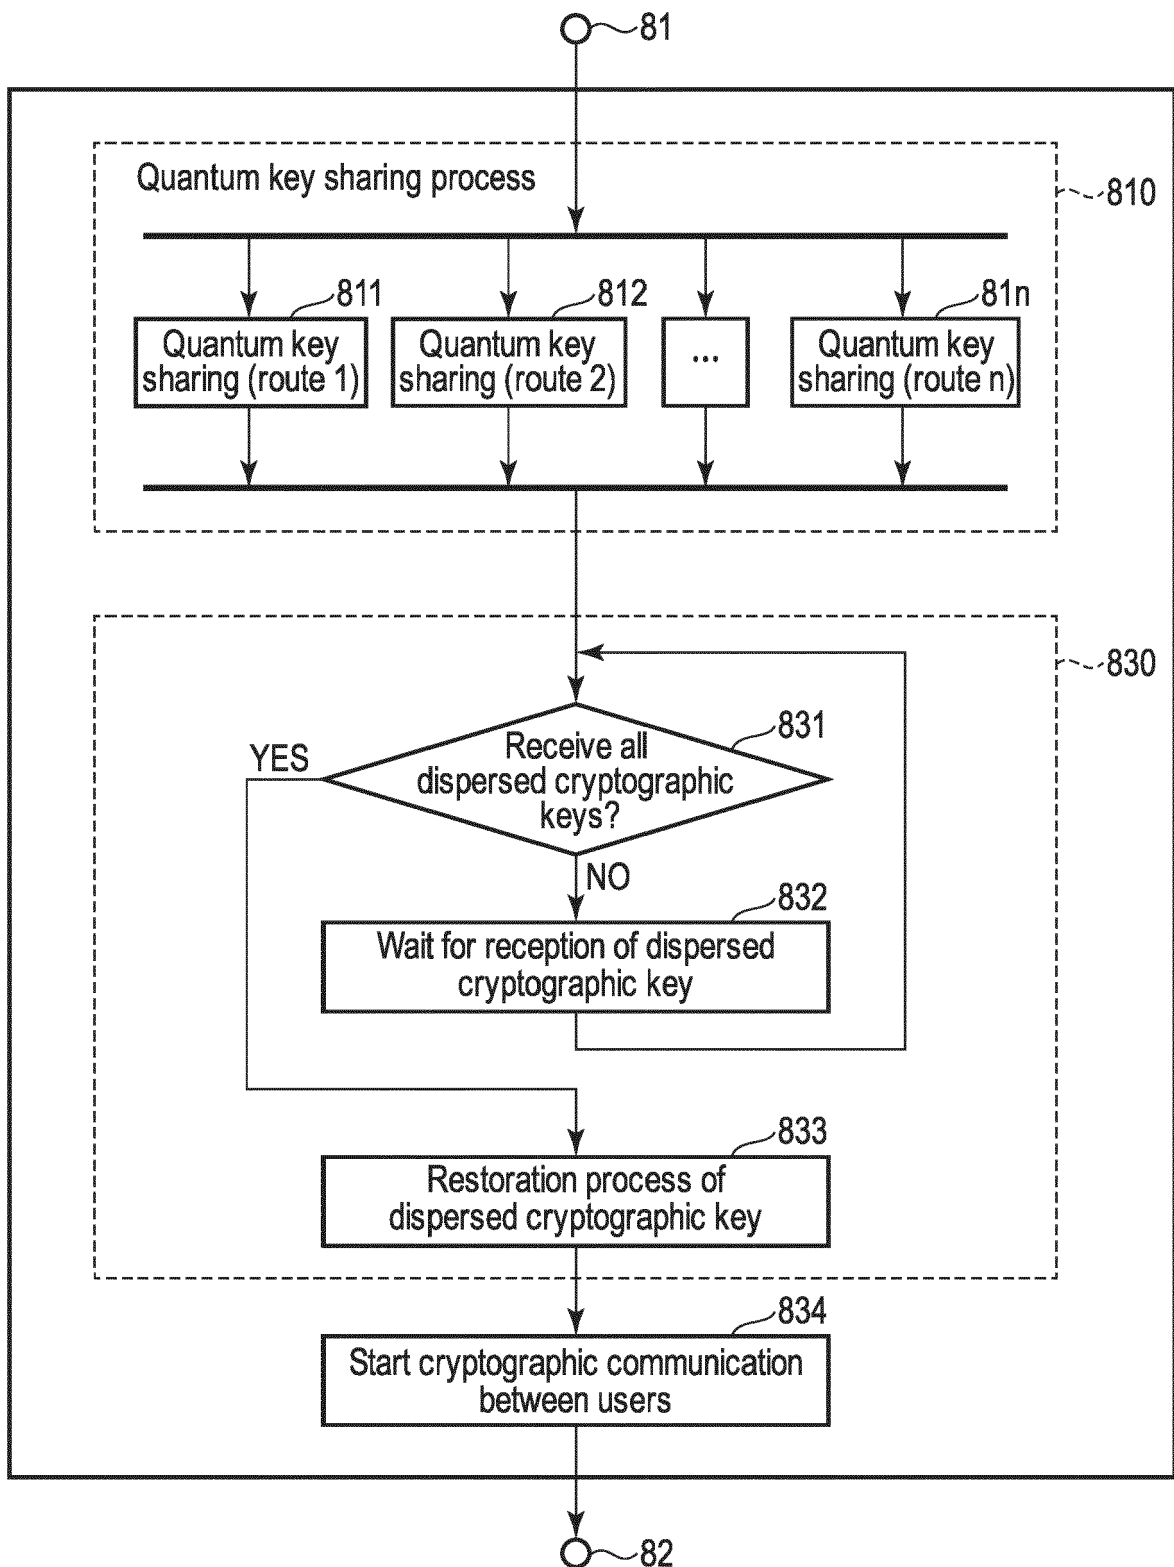 81
Quantum key sharing process
810
811
812
81n
Quantum key
sharing (route 1)
Quantum key
sharing (route 2)
...
Quantum key
sharing (route n)
830
831
YES
Receive all
dispersed cryptographic
keys?
NO
832
Wait for reception of dispersed
cryptographic key
833
Restoration process of
dispersed cryptographic key
834
Start cryptographic communication
between users
82